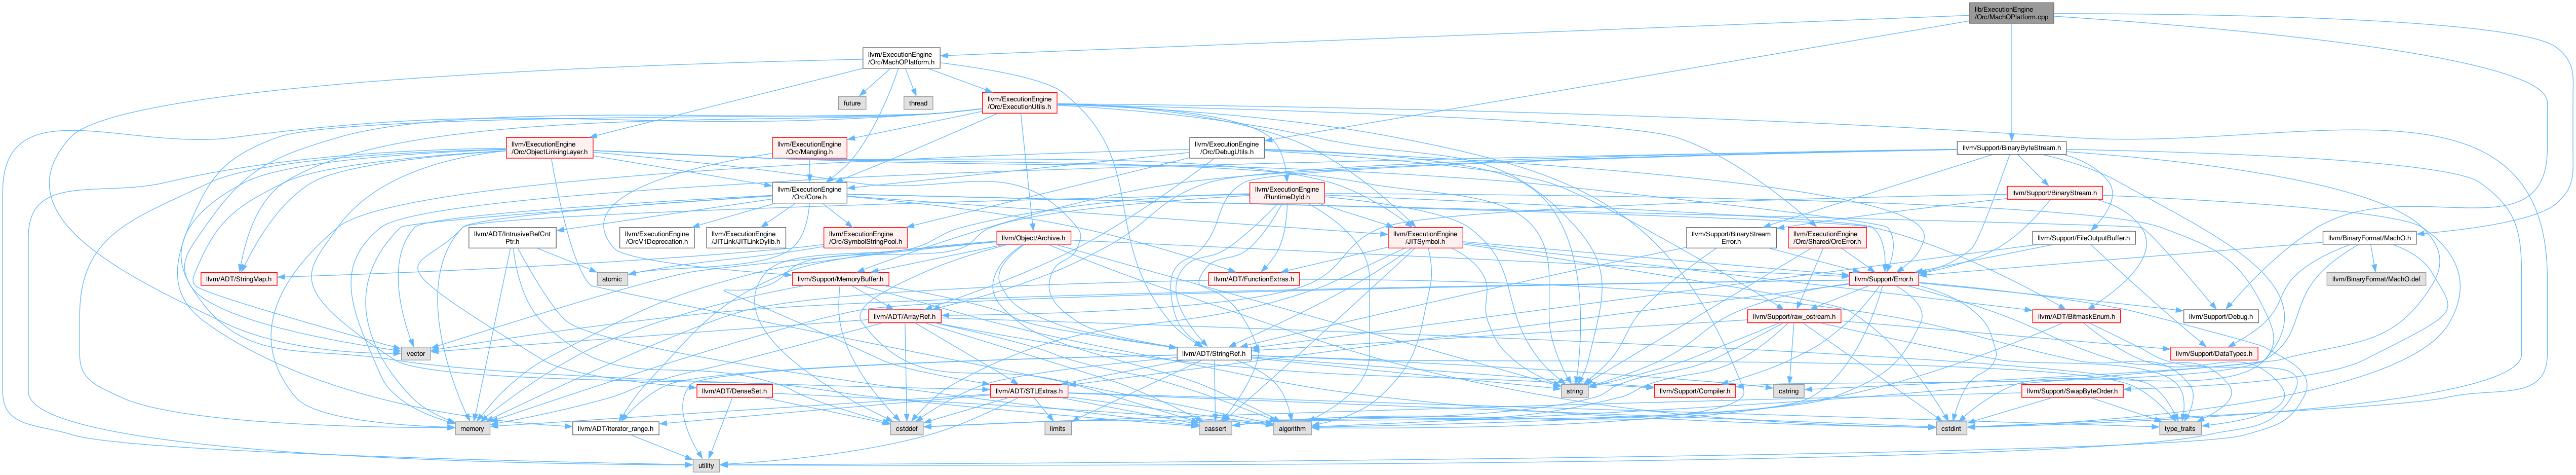 lib/ExecutionEngine
/Orc/MachOPlatform.cpp
llvm/ExecutionEngine
/Orc/MachOPlatform.h
future
thread
llvm/ExecutionEngine
/Orc/ExecutionUtils.h
llvm/ExecutionEngine
/Orc/ObjectLinkingLayer.h
llvm/ExecutionEngine
/Orc/Mangling.h
llvm/ExecutionEngine
/Orc/DebugUtils.h
llvm/Support/BinaryByteStream.h
llvm/ExecutionEngine
/Orc/Core.h
llvm/ExecutionEngine
/RuntimeDyld.h
llvm/Support/BinaryStream.h
llvm/ADT/IntrusiveRefCnt
Ptr.h
llvm/ExecutionEngine
/OrcV1Deprecation.h
llvm/ExecutionEngine
/JITLink/JITLinkDylib.h
llvm/ExecutionEngine
/Orc/SymbolStringPool.h
llvm/Object/Archive.h
llvm/ExecutionEngine
/JITSymbol.h
llvm/Support/BinaryStream
Error.h
llvm/ExecutionEngine
/Orc/Shared/OrcError.h
llvm/Support/FileOutputBuffer.h
llvm/BinaryFormat/MachO.h
llvm/ADT/StringMap.h
atomic
llvm/Support/MemoryBuffer.h
llvm/ADT/FunctionExtras.h
llvm/Support/Error.h
llvm/BinaryFormat/MachO.def
llvm/ADT/ArrayRef.h
llvm/Support/raw_ostream.h
llvm/ADT/BitmaskEnum.h
llvm/Support/Debug.h
vector
llvm/ADT/StringRef.h
llvm/Support/DataTypes.h
llvm/ADT/DenseSet.h
llvm/ADT/STLExtras.h
string
llvm/Support/Compiler.h
cstring
llvm/Support/SwapByteOrder.h
memory
llvm/ADT/iterator_range.h
cstddef
limits
cassert
algorithm
cstdint
type_traits
utility